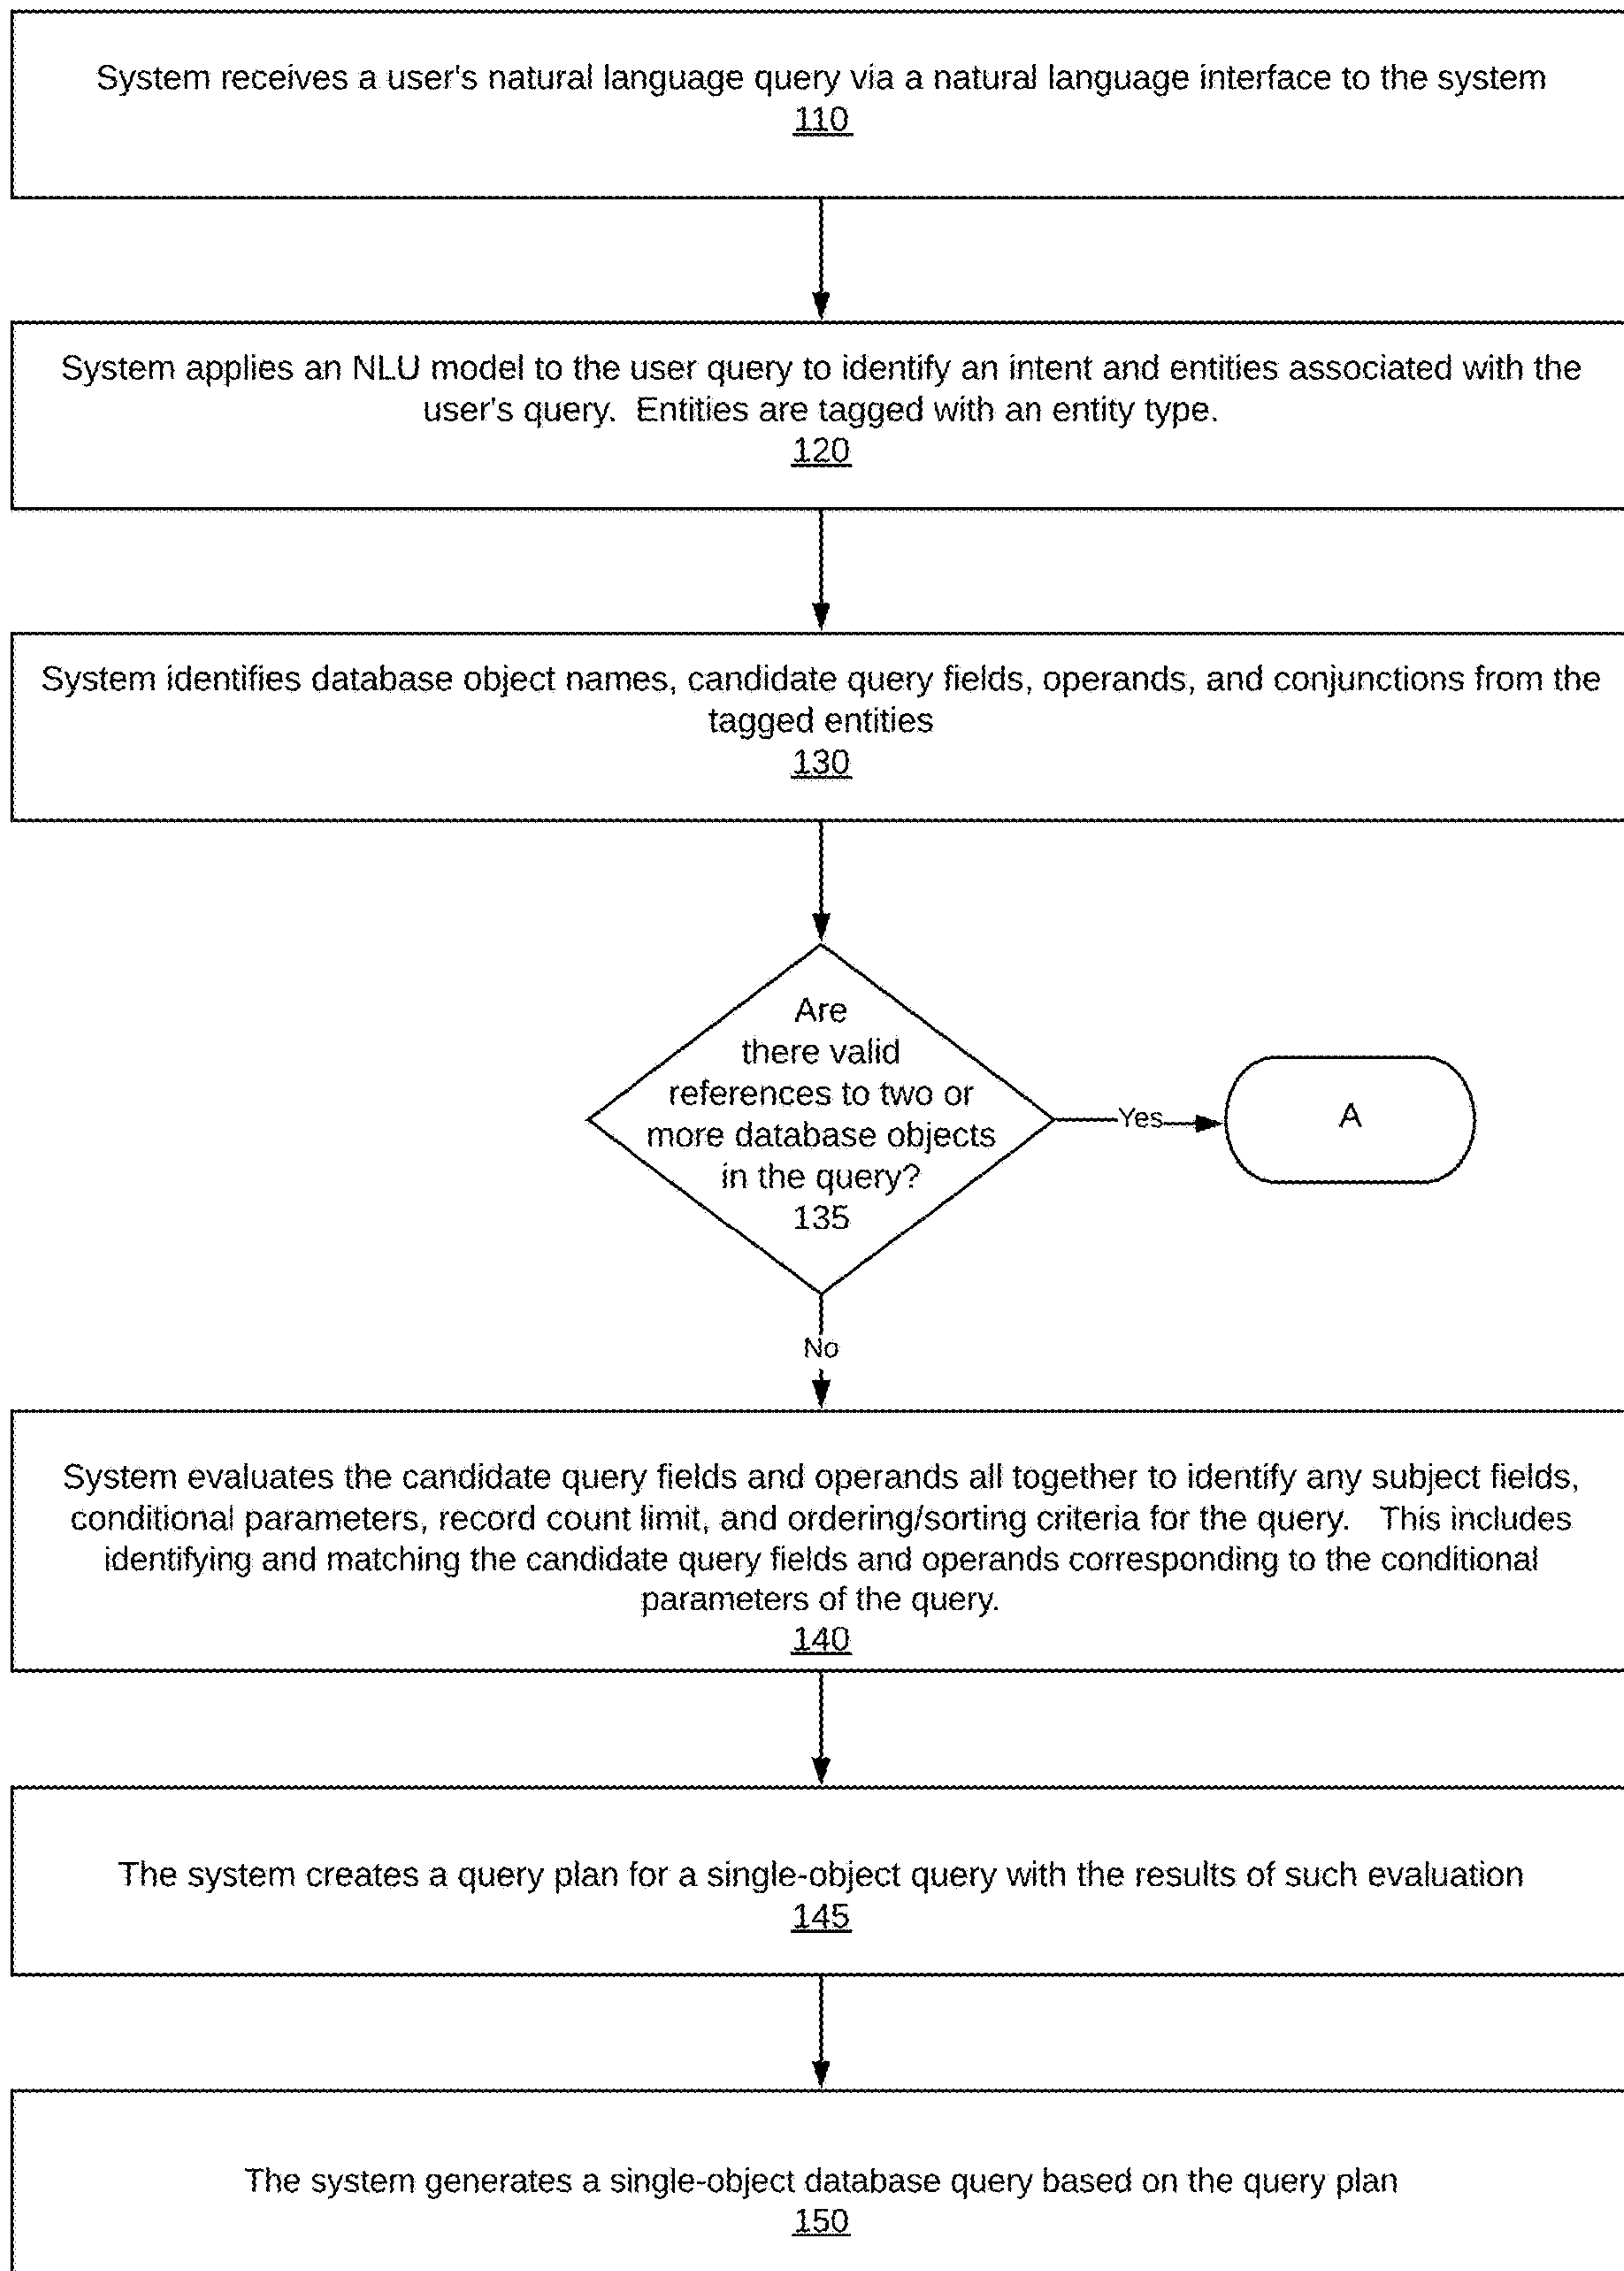 System receives a user's natural language query via a natural language interface to the system
110
System applies an NLU model to the user query to identify an intent and entities associated with the
user's query. Entities are tagged with an entity type.
120
System identifies database object names, candidate query fields, operands, and conjunctions from the
tagged entities
130
Are
there valid
references to two or
more database objects
in the query?
135
Yes
A
No
System evaluates the candidate query fields and operands all together to identify any subject fields,
conditional parameters, record count limit, and ordering/sorting criteria for the query. This includes
identifying and matching the candidate query fields and operands corresponding to the conditional
parameters of the query.
140
The system creates a query plan for a single-object query with the results of such evaluation
145
The system generates a single-object database query based on the query plan
150